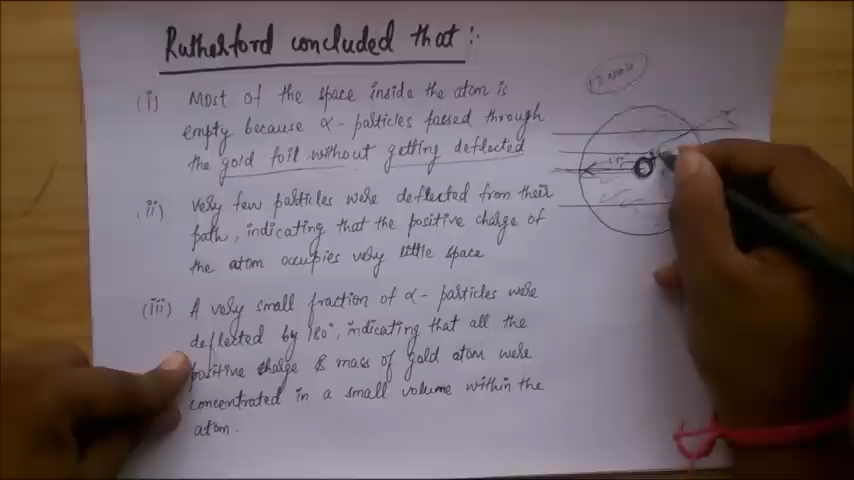 Rutherford concluded that :
(i) Most of the space inside the atom is
empty because α-particles passed through
the gold foil without getting deflected
(ii) Very few particles were deflected from their
path, indicating that the positive charge of
the atom occupies very little space
(iii) A very small fraction of α-particles were
deflected by 180°, indicating that all the
positive charge & mass of gold atom were
concentrated in a small volume within the
atom.